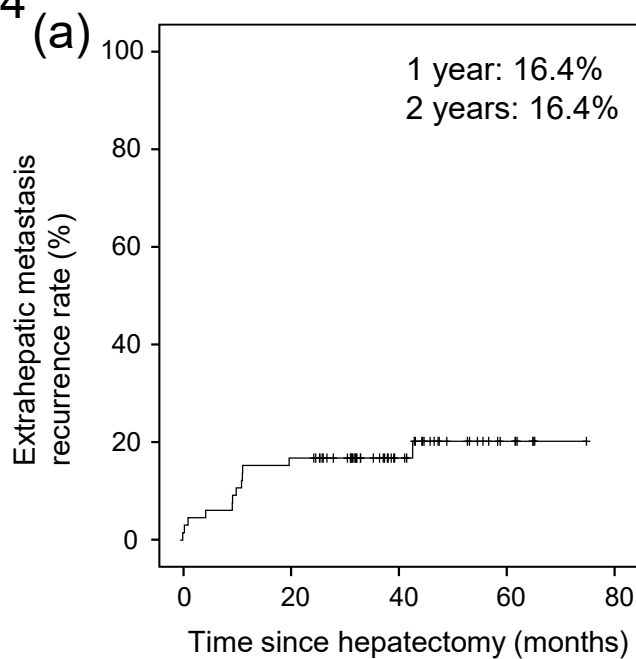 4
(a)
1 year: 16.4%
2 years: 16.4%
Extrahepatic metastasis
recurrence rate (%)
100
80
60
40
20
0
0 20 40 60 80
Time since hepatectomy (months)